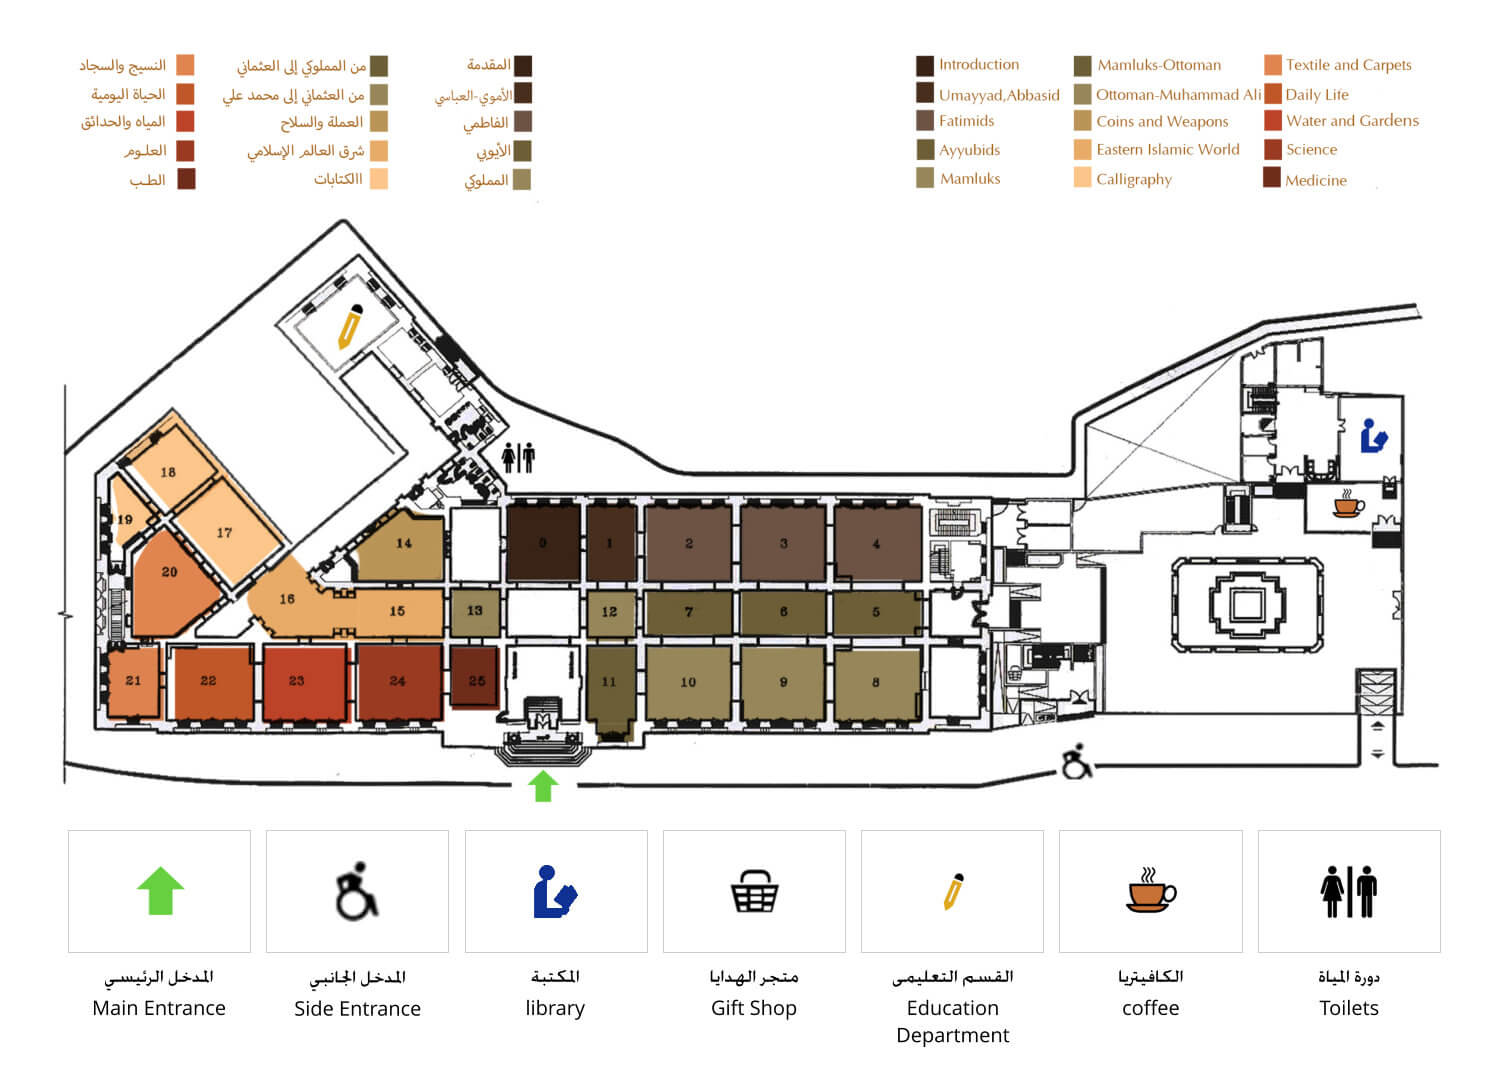 النسيج والسجاد
الحياة اليومية
المياه والحدائق
العلـوم
الطـب
من المملوكي إلى العثماني
من العثماني إلى محمد علي
العملة والسلاح
شرق العالم الإسلامي
االكتابات
المقدمة
الأموي-العباسي
الفاطمي
الأيوبي
المملوكي
Introduction
Umayyad,Abbasid
Fatimids
Ayyubids
Mamluks
Mamluks-Ottoman
Ottoman-Muhammad Ali
Coins and Weapons
Eastern Islamic World
Calligraphy
Textile and Carpets
Daily Life
Water and Gardens
Science
Medicine
18
19
17
20
14
0
1
2
3
4
16
15
13
12
7
6
5
21
22
23
24
25
11
10
9
8
المدخل الرئيسي
Main Entrance
المدخل الجانبي
Side Entrance
المكتبة
library
متجر الهدايا
Gift Shop
القسم التعليمى
Education
Department
الكافيتريا
coffee
دورة المياة
Toilets